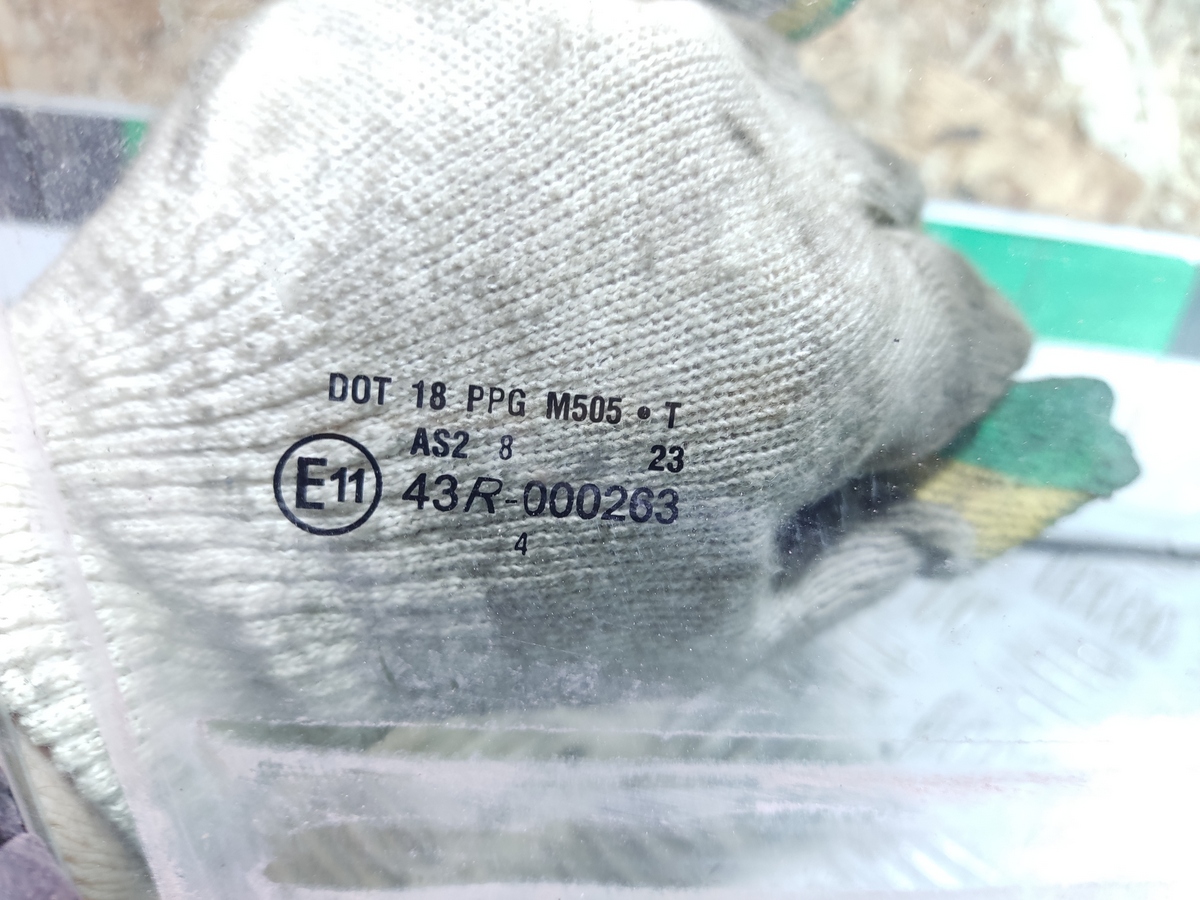 DOT 18 PPG M505 • T
AS2 8 23
E11 43R-000263
4